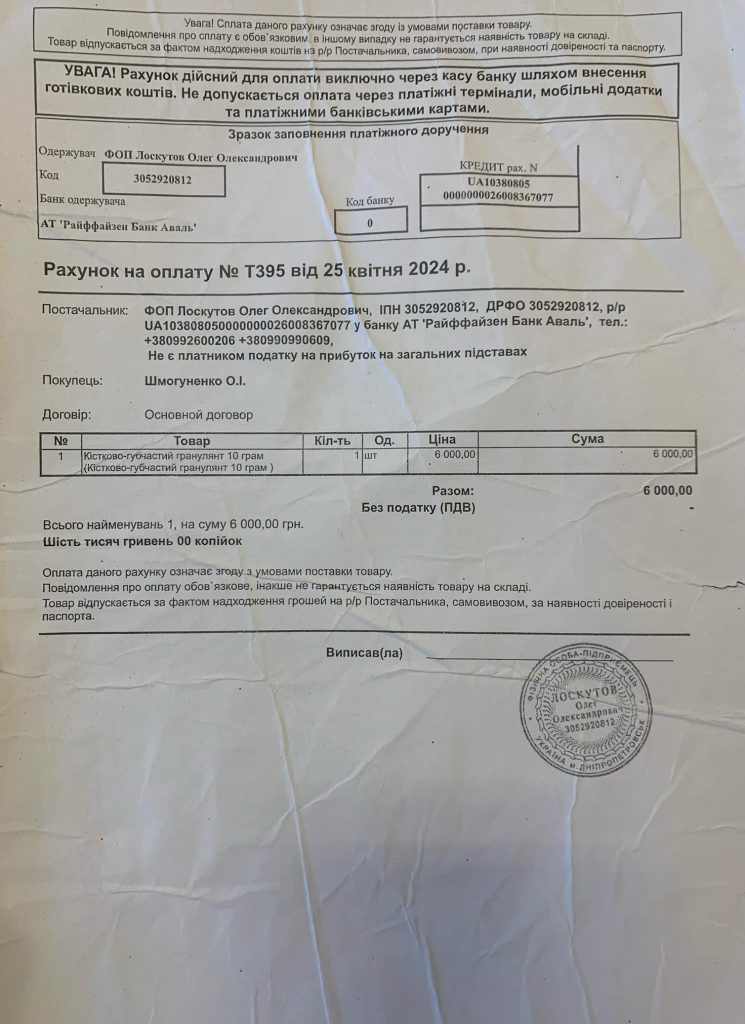 Увага! Сплата даного рахунку означає згоду із умовами поставки товару.
Повідомлення про сплату є обов`язковим, в іншому випадку не гарантується наявність товару на складі.
Товар відпускається за фактом надходження коштів на р/р Постачальника, самовивозом, при наявності довіреності та паспорту.
УВАГА! Рахунок дійсний для оплати виключно через касу банку шляхом внесення
готівкових коштів. Не допускається оплата через платіжні термінали, мобільні додатки
та платіжними банківськими картами.
Зразок заповнення платіжного доручення
Одержувач ФОП Лоскутов Олег Олександрович
Код 3052920812
КРЕДИТ рах. N
UA10380805
0000000026008367077
Банк одержувача
Код банку
АТ 'Райффайзен Банк Аваль' 0
Рахунок на оплату № Т395 від 25 квітня 2024 р.
Постачальник: ФОП Лоскутов Олег Олександрович, ІПН 3052920812, ДРФО 3052920812, р/р
UA103808050000000026008367077 у банку АТ 'Райффайзен Банк Аваль', тел.:
+380992600206 +380990990609,
Не є платником податку на прибуток на загальних підставах
Покупець: Шмогуненко О.І.
Договір: Основной договор
№ Товар Кіл-ть Од. Ціна Сума
1 Кістково-губчастий гранулянт 10 грам 1 шт 6 000,00 6 000,00
(Кістково-губчастий гранулянт 10 грам )
Разом: 6 000,00
Без податку (ПДВ) -
Всього найменувань 1, на суму 6 000,00 грн.
Шість тисяч гривень 00 копійок
Оплата даного рахунку означає згоду з умовами поставки товару.
Повідомлення про оплату обов`язкове, інакше не гарантується наявність товару на складі.
Товар відпускається за фактом надходження грошей на р/р Постачальника, самовивозом, за наявності довіреності і
паспорта.
Виписав(ла)
ФІЗИЧНА ОСОБА-ПІДПРИЄМЕЦЬ
ЛОСКУТОВ
Олег
Олександрович
3052920812
УКРАЇНА м. ДНІПРОПЕТРОВСЬК